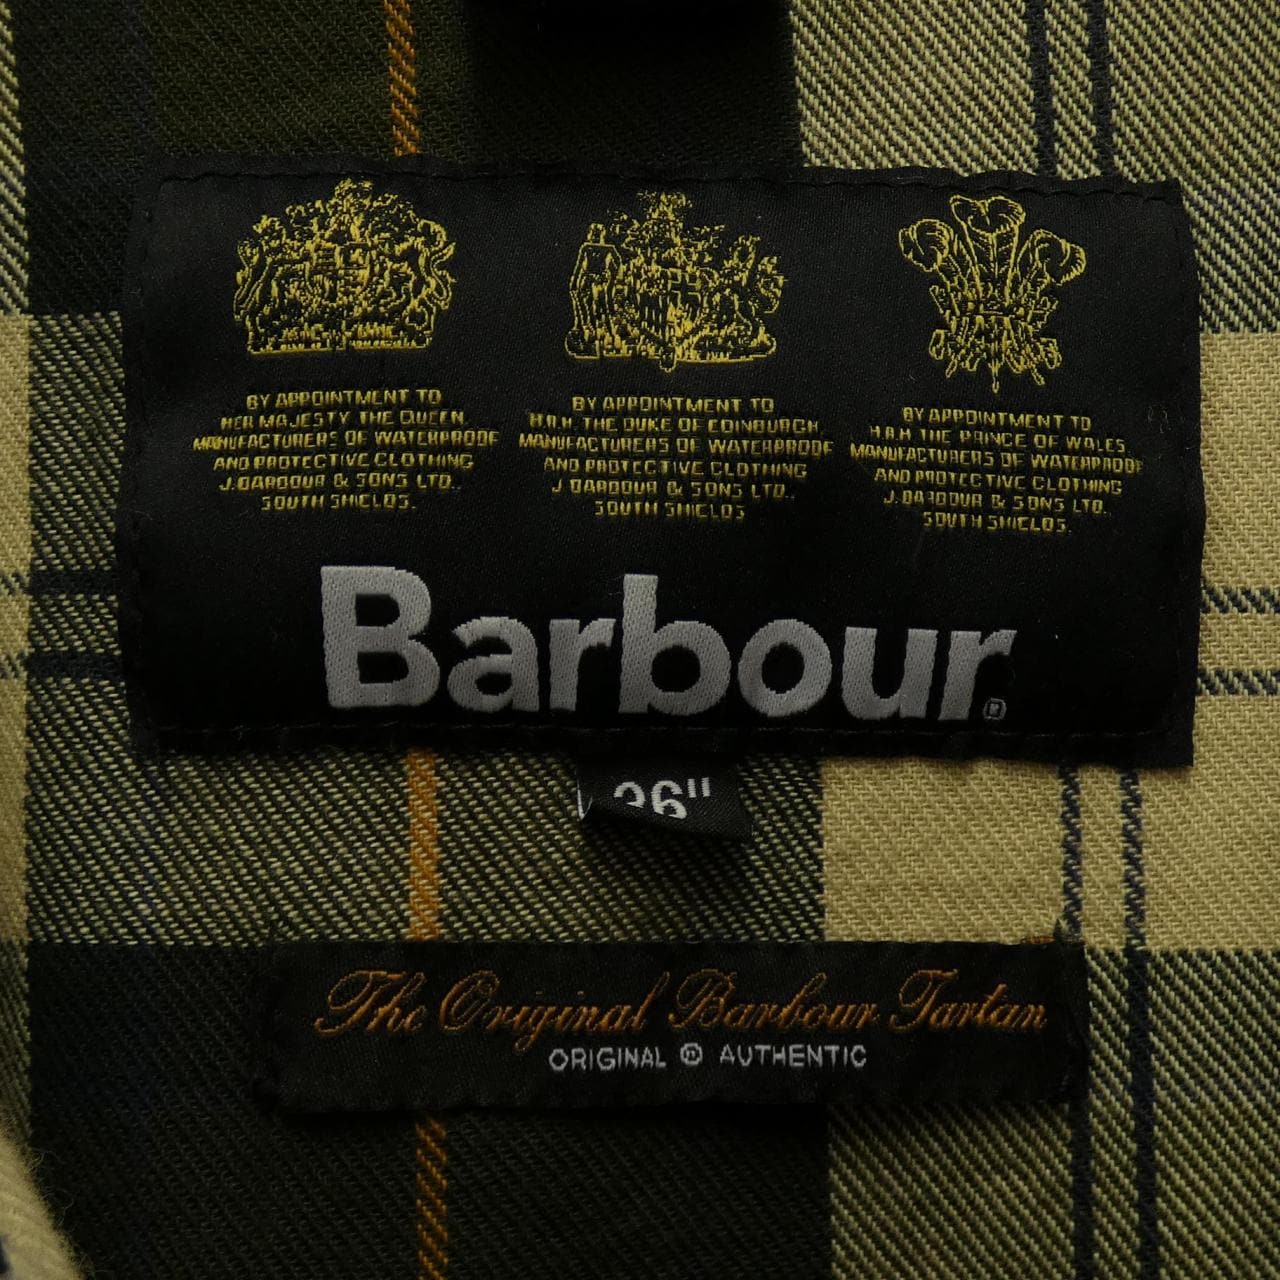 BY APPOINTMENT TO
HER MAJESTY THE QUEEN
MANUFACTURERS OF WATERPROOF
AND PROTECTIVE CLOTHING
J. BARBOUR & SONS LTD.,
SOUTH SHIELDS.
BY APPOINTMENT TO
H.R.H. THE DUKE OF EDINBURGH
MANUFACTURERS OF WATERPROOF
AND PROTECTIVE CLOTHING
J. BARBOUR & SONS LTD.,
SOUTH SHIELDS
BY APPOINTMENT TO
H.R.H. THE PRINCE OF WALES
MANUFACTURERS OF WATERPROOF
AND PROTECTIVE CLOTHING
J. BARBOUR & SONS LTD.
SOUTH SHIELDS.
Barbour®
36"
The Original Barbour Tartan
ORIGINAL ® AUTHENTIC